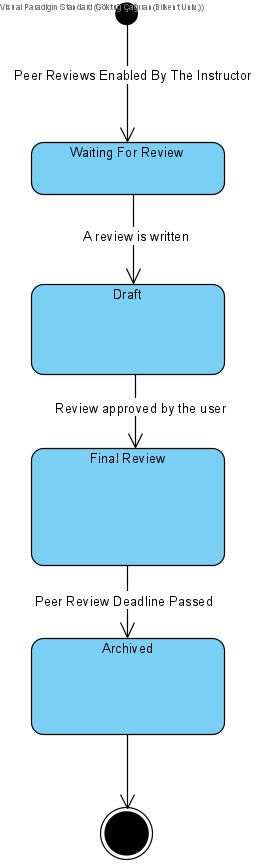 Visual Paradigm Standard(Göktuğ Çağıran(Bilkent Univ.))
Peer Reviews Enabled By The Instructor
Waiting For Review
A review is written
Draft
Review approved by the user
Final Review
Peer Review Deadline Passed
Archived